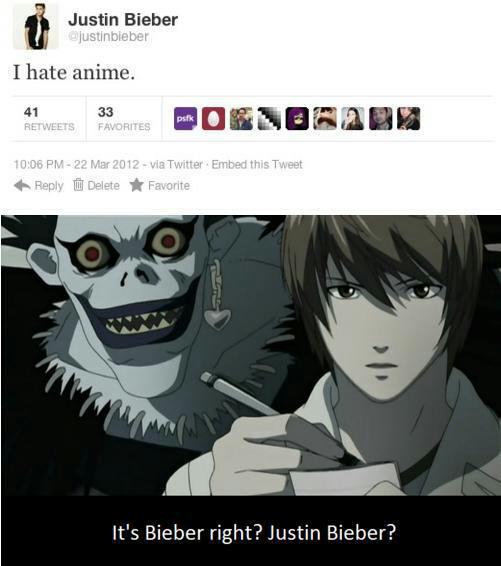 Justin Bieber
@justinbieber
I hate anime.
41 RETWEETS 33 FAVORITES
psfk
10:06 PM - 22 Mar 2012 - via Twitter · Embed this Tweet
Reply Delete Favorite
It's Bieber right? Justin Bieber?